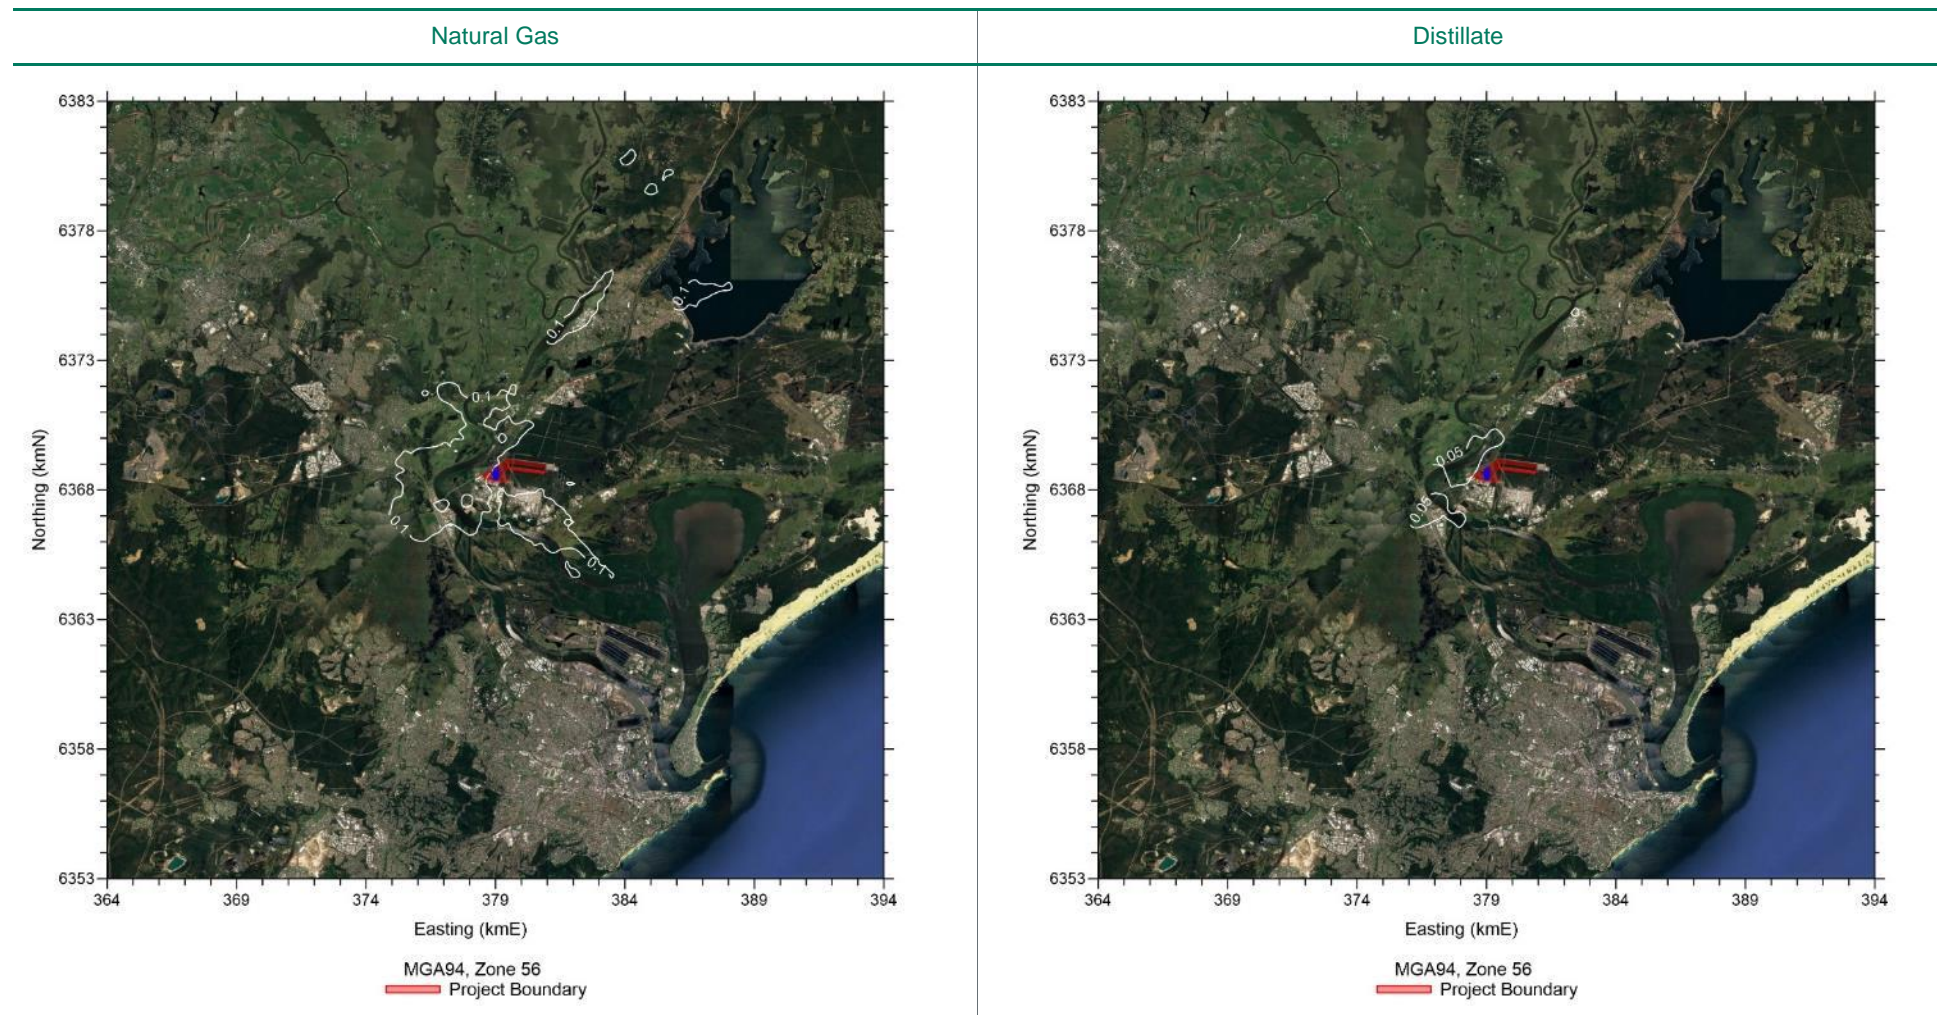 Natural Gas
Distillate
6383
6378
6373
6368
6363
6358
6353
Northing (kmN)
0.1
0.1
0.1
0.1
0.1
364 369 374 379 384 389 394
Easting (kmE)
MGA94, Zone 56
Project Boundary
6383
6378
6373
6368
6363
6358
6353
Northing (kmN)
0.05
0.05
364 369 374 379 384 389 394
Easting (kmE)
MGA94, Zone 56
Project Boundary